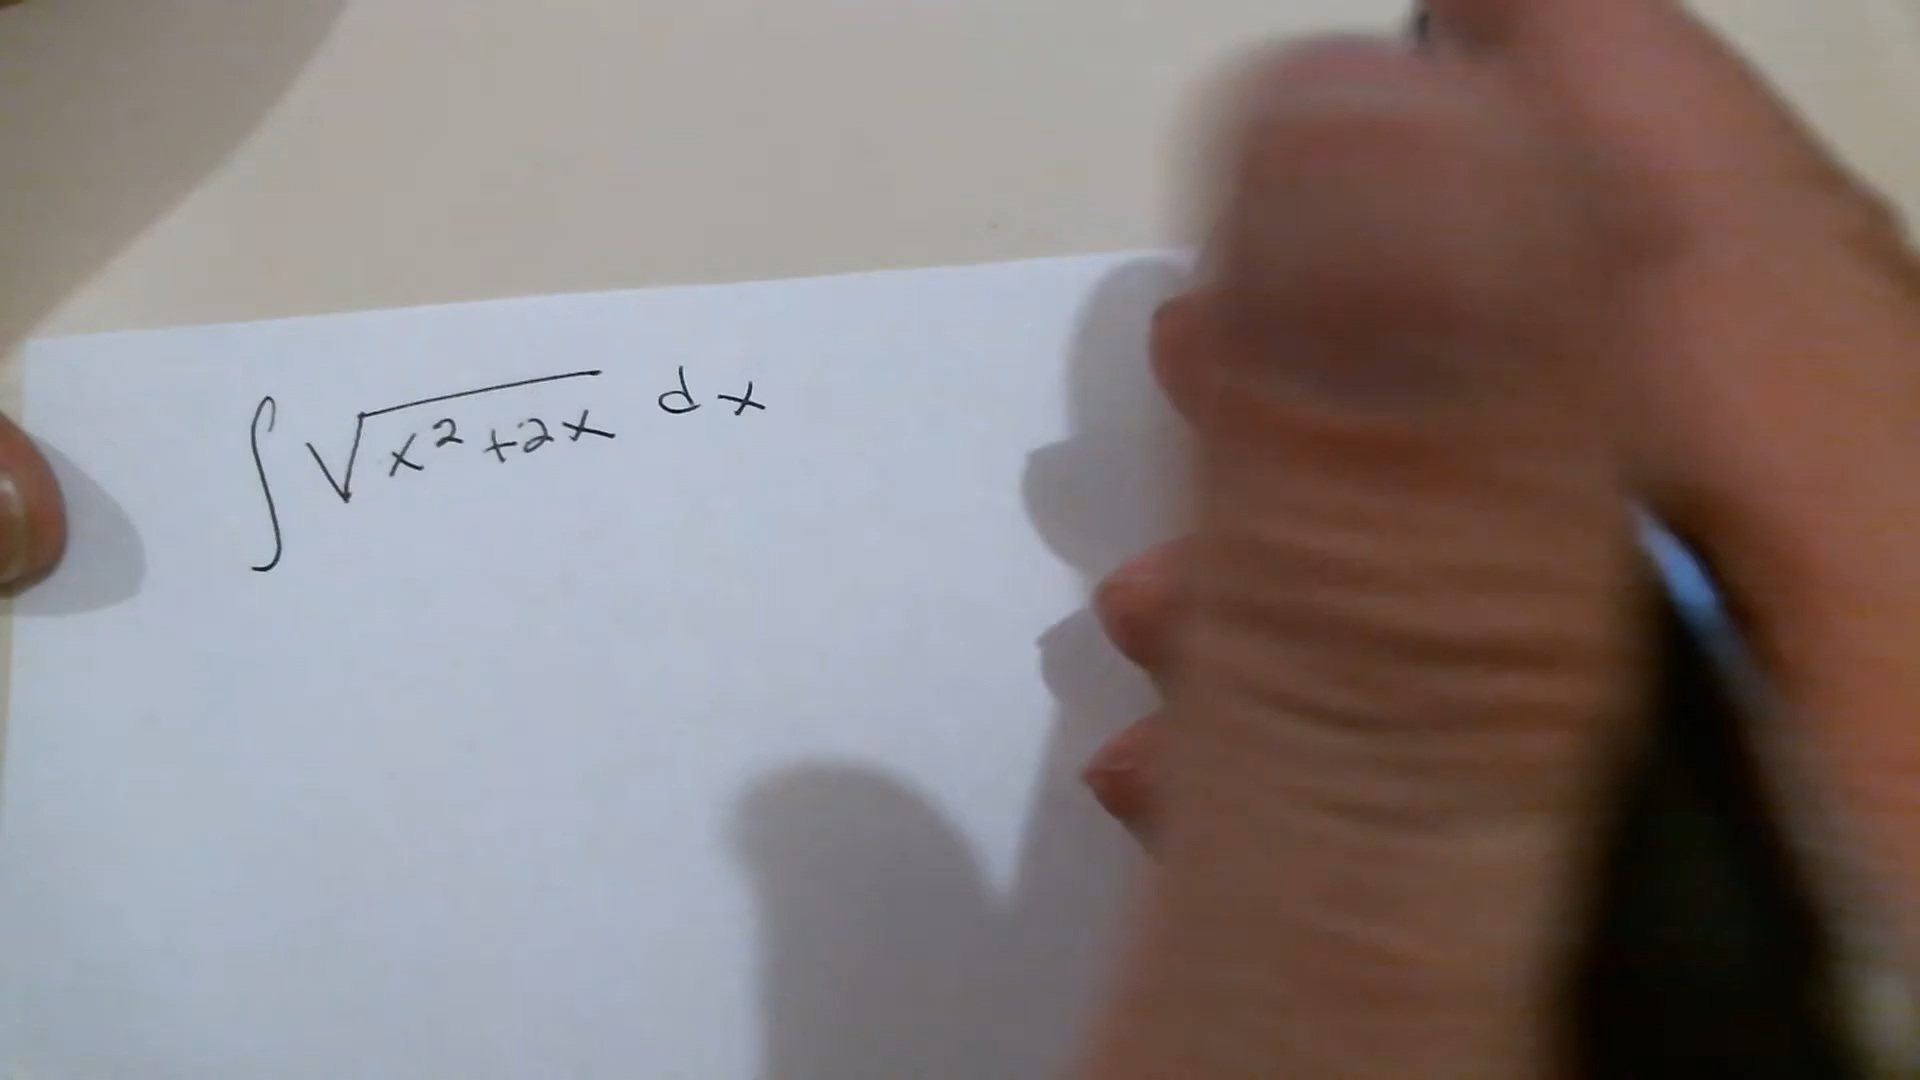 ∫ √(x² + 2x) dx